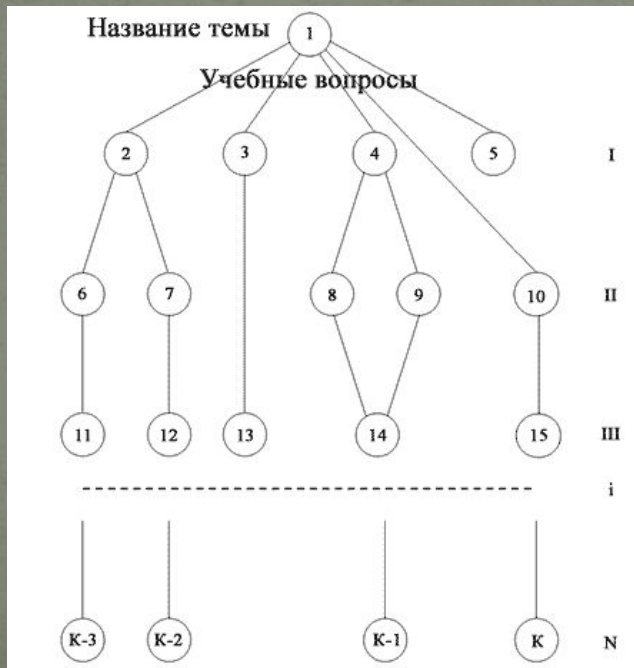 Название темы 1
Учебные вопросы
2 3 4 5 I
6 7 8 9 10 II
11 12 13 14 15 III
i
К-3 К-2 К-1 К N